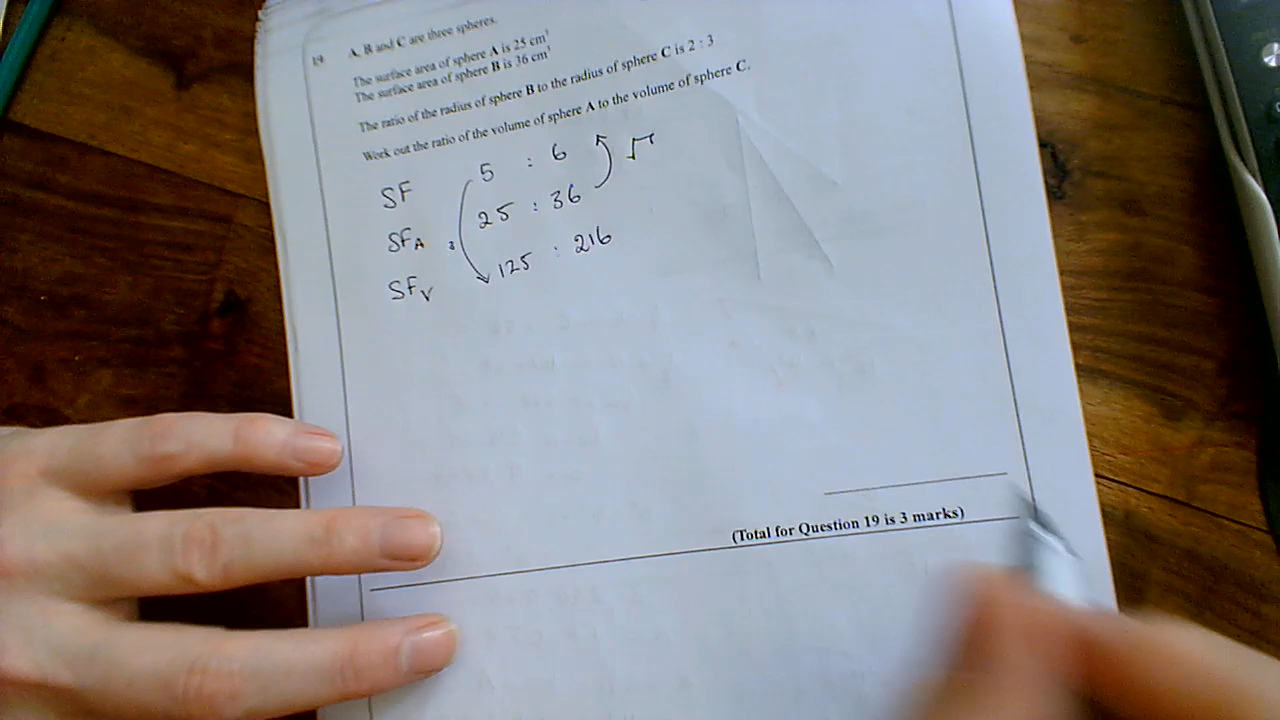 19 A, B and C are three spheres.
The surface area of sphere A is 25 cm²
The surface area of sphere B is 36 cm²
The ratio of the radius of sphere B to the radius of sphere C is 2 : 3
Work out the ratio of the volume of sphere A to the volume of sphere C.
SF 5 : 6 √
SF_A 25 : 36
SF_V 125 : 216
(Total for Question 19 is 3 marks)